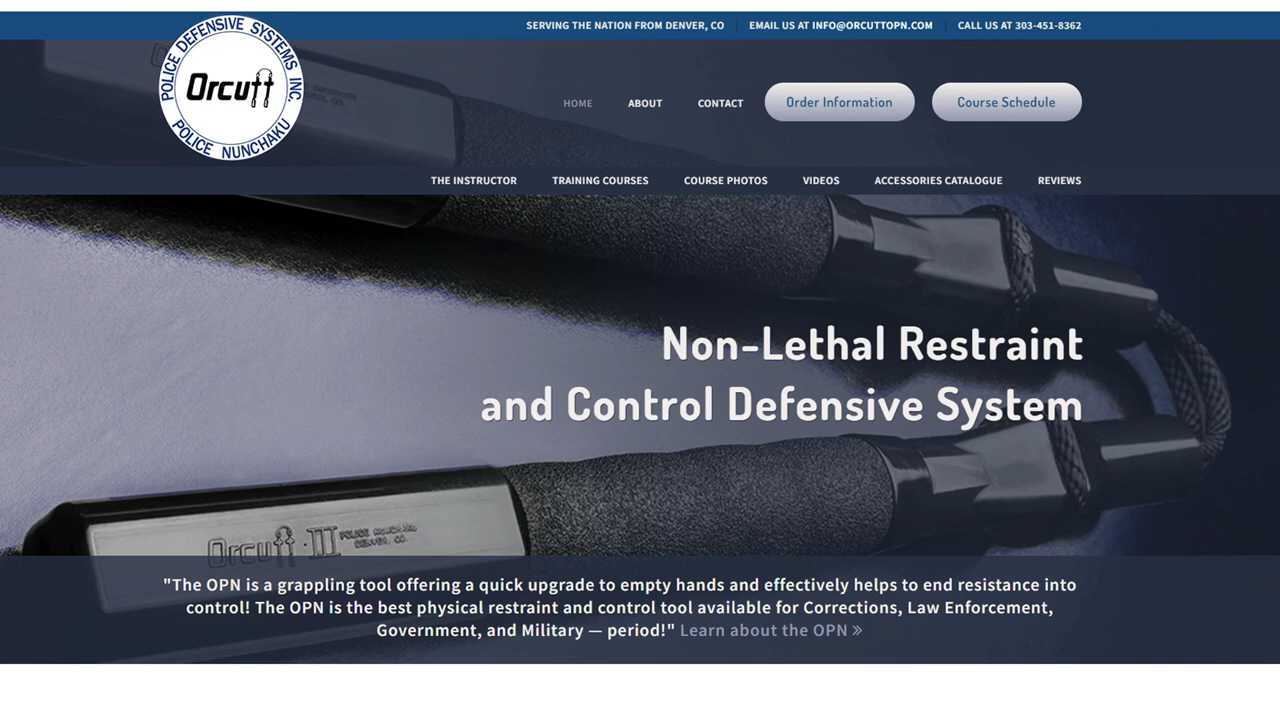 SERVING THE NATION FROM DENVER, CO
EMAIL US AT INFO@ORCUTTOPN.COM
CALL US AT 303-451-8362
POLICE DEFENSIVE SYSTEMS INC.
Orcutt
POLICE NUNCHAKU
HOME
ABOUT
CONTACT
Order Information
Course Schedule
THE INSTRUCTOR
TRAINING COURSES
COURSE PHOTOS
VIDEOS
ACCESSORIES CATALOGUE
REVIEWS
Non-Lethal Restraint
and Control Defensive System
Orcutt · III
POLICE NUNCHAKU
DENVER, CO.
"The OPN is a grappling tool offering a quick upgrade to empty hands and effectively helps to end resistance into
control! The OPN is the best physical restraint and control tool available for Corrections, Law Enforcement,
Government, and Military — period!" Learn about the OPN »